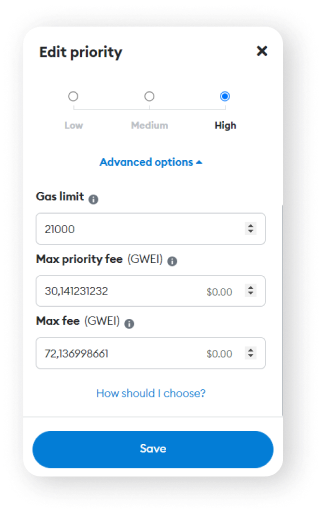 Edit priority
Low Medium High
Advanced options
Gas limit
21000
Max priority fee (GWEI)
30,141231232 $0.00
Max fee (GWEI)
72,136998661 $0.00
How should I choose?
Save